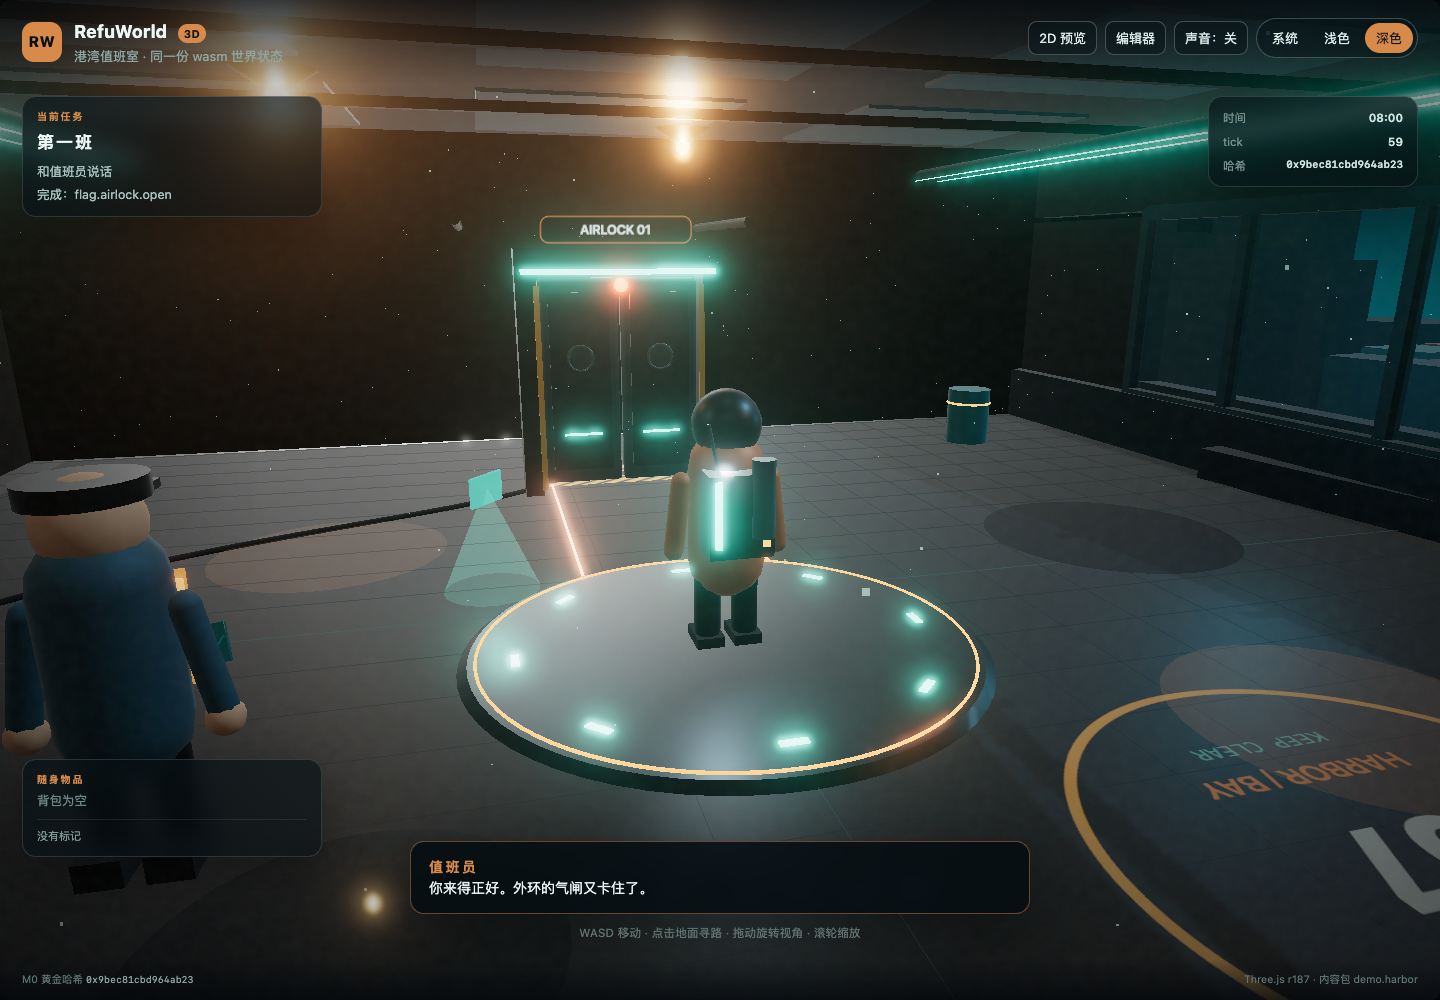 RW
RefuWorld 3D
港湾值班室 · 同一份 wasm 世界状态
2D 预览
编辑器
声音：关
系统
浅色
深色
当前任务
第一班
和值班员说话
完成：flag.airlock.open
时间 08:00
tick 59
哈希 0x9bec81cbd964ab23
AIRLOCK 01
KEEP CLEAR
HARBOR / BAY
随身物品
背包为空
没有标记
值班员
你来得正好。外环的气闸又卡住了。
WASD 移动 · 点击地面寻路 · 拖动旋转视角 · 滚轮缩放
M0 黄金哈希 0x9bec81cbd964ab23
Three.js r187 · 内容包 demo.harbor